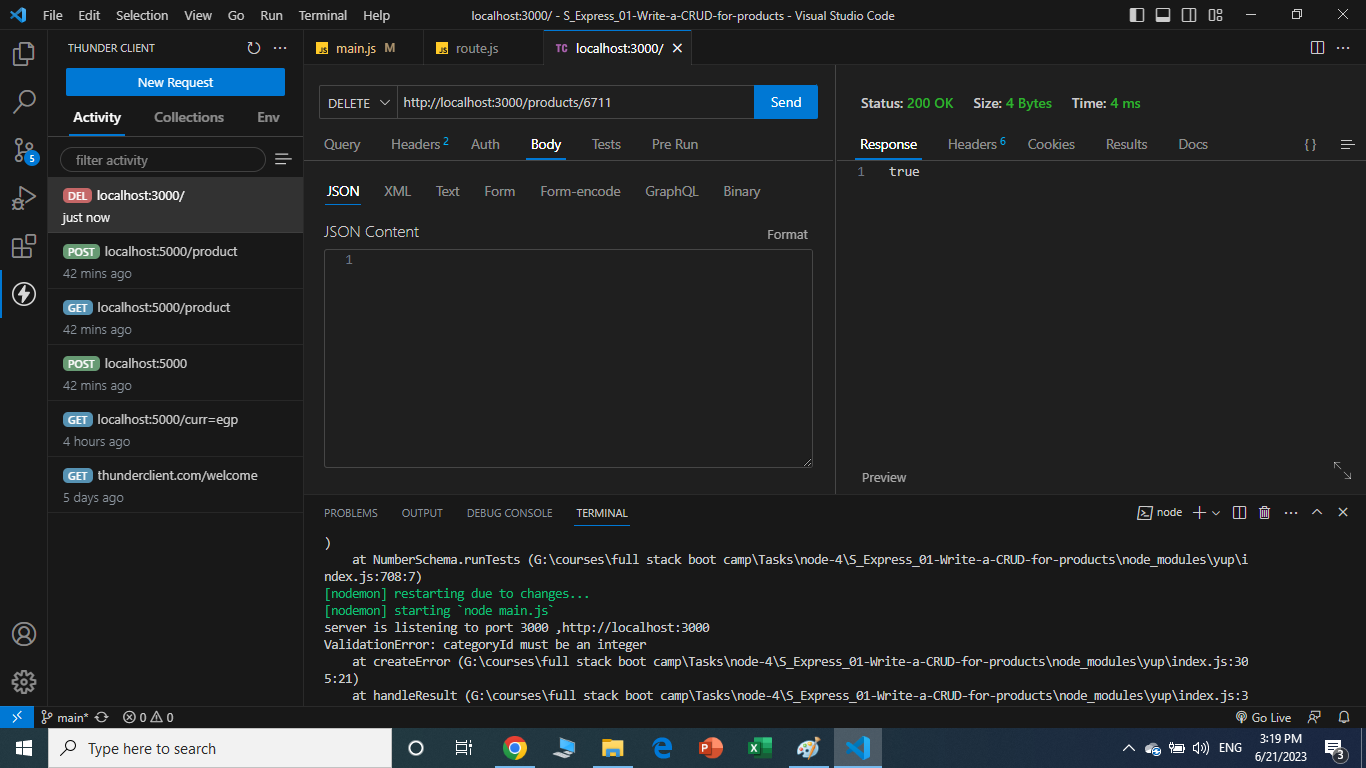 File Edit Selection View Go Run Terminal Help
localhost:3000/ - S_Express_01-Write-a-CRUD-for-products - Visual Studio Code
THUNDER CLIENT
New Request
Activity Collections Env
filter activity
DEL localhost:3000/
just now
POST localhost:5000/product
42 mins ago
GET localhost:5000/product
42 mins ago
POST localhost:5000
42 mins ago
GET localhost:5000/curr=egp
4 hours ago
GET thunderclient.com/welcome
5 days ago
5
JS main.js M
JS route.js
TC localhost:3000/
DELETE http://localhost:3000/products/6711 Send
Query Headers 2 Auth Body Tests Pre Run
JSON XML Text Form Form-encode GraphQL Binary
JSON Content
Format
1
Status: 200 OK Size: 4 Bytes Time: 4 ms
Response Headers 6 Cookies Results Docs { }
1 true
Preview
PROBLEMS OUTPUT DEBUG CONSOLE TERMINAL
node
)
at NumberSchema.runTests (G:\courses\full stack boot camp\Tasks\node-4\S_Express_01-Write-a-CRUD-for-products\node_modules\yup\i
ndex.js:708:7)
[nodemon] restarting due to changes...
[nodemon] starting `node main.js`
server is listening to port 3000 ,http://localhost:3000
ValidationError: categoryId must be an integer
at createError (G:\courses\full stack boot camp\Tasks\node-4\S_Express_01-Write-a-CRUD-for-products\node_modules\yup\index.js:30
5:21)
at handleResult (G:\courses\full stack boot camp\Tasks\node-4\S_Express_01-Write-a-CRUD-for-products\node_modules\yup\index.js:3
main* 0 0
Go Live
Type here to search
ENG
3:19 PM
6/21/2023
3